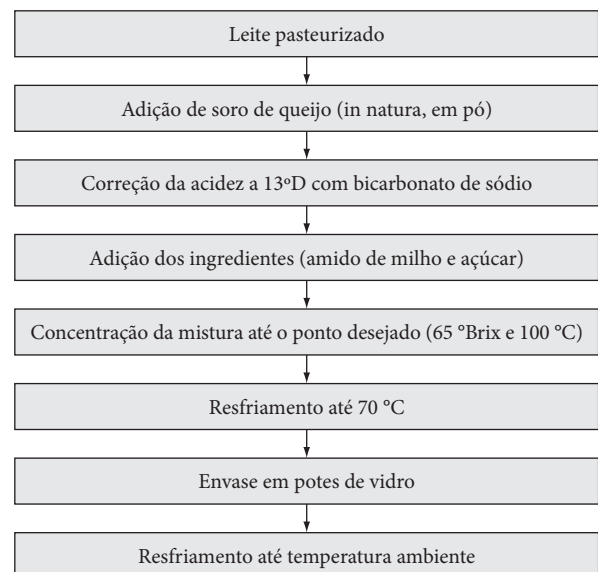 Leite pasteurizado
Adição de soro de queijo (in natura, em pó)
Correção da acidez a 13ºD com bicarbonato de sódio
Adição dos ingredientes (amido de milho e açúcar)
Concentração da mistura até o ponto desejado (65 °Brix e 100 °C)
Resfriamento até 70 °C
Envase em potes de vidro
Resfriamento até temperatura ambiente